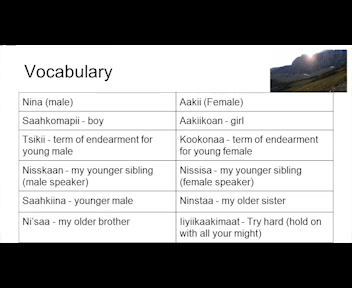 Vocabulary
Nina (male)
Aakii (Female)
Saahkomapii - boy
Aakiikoan - girl
Tsikii - term of endearment for
young male
Kookonaa - term of endearment
for young female
Nisskaan - my younger sibling
(male speaker)
Nissisa - my younger sibling
(female speaker)
Saahkiina - younger male
Ninstaa - my older sister
Ni'saa - my older brother
Iiyiikaakimaat - Try hard (hold on
with all your might)